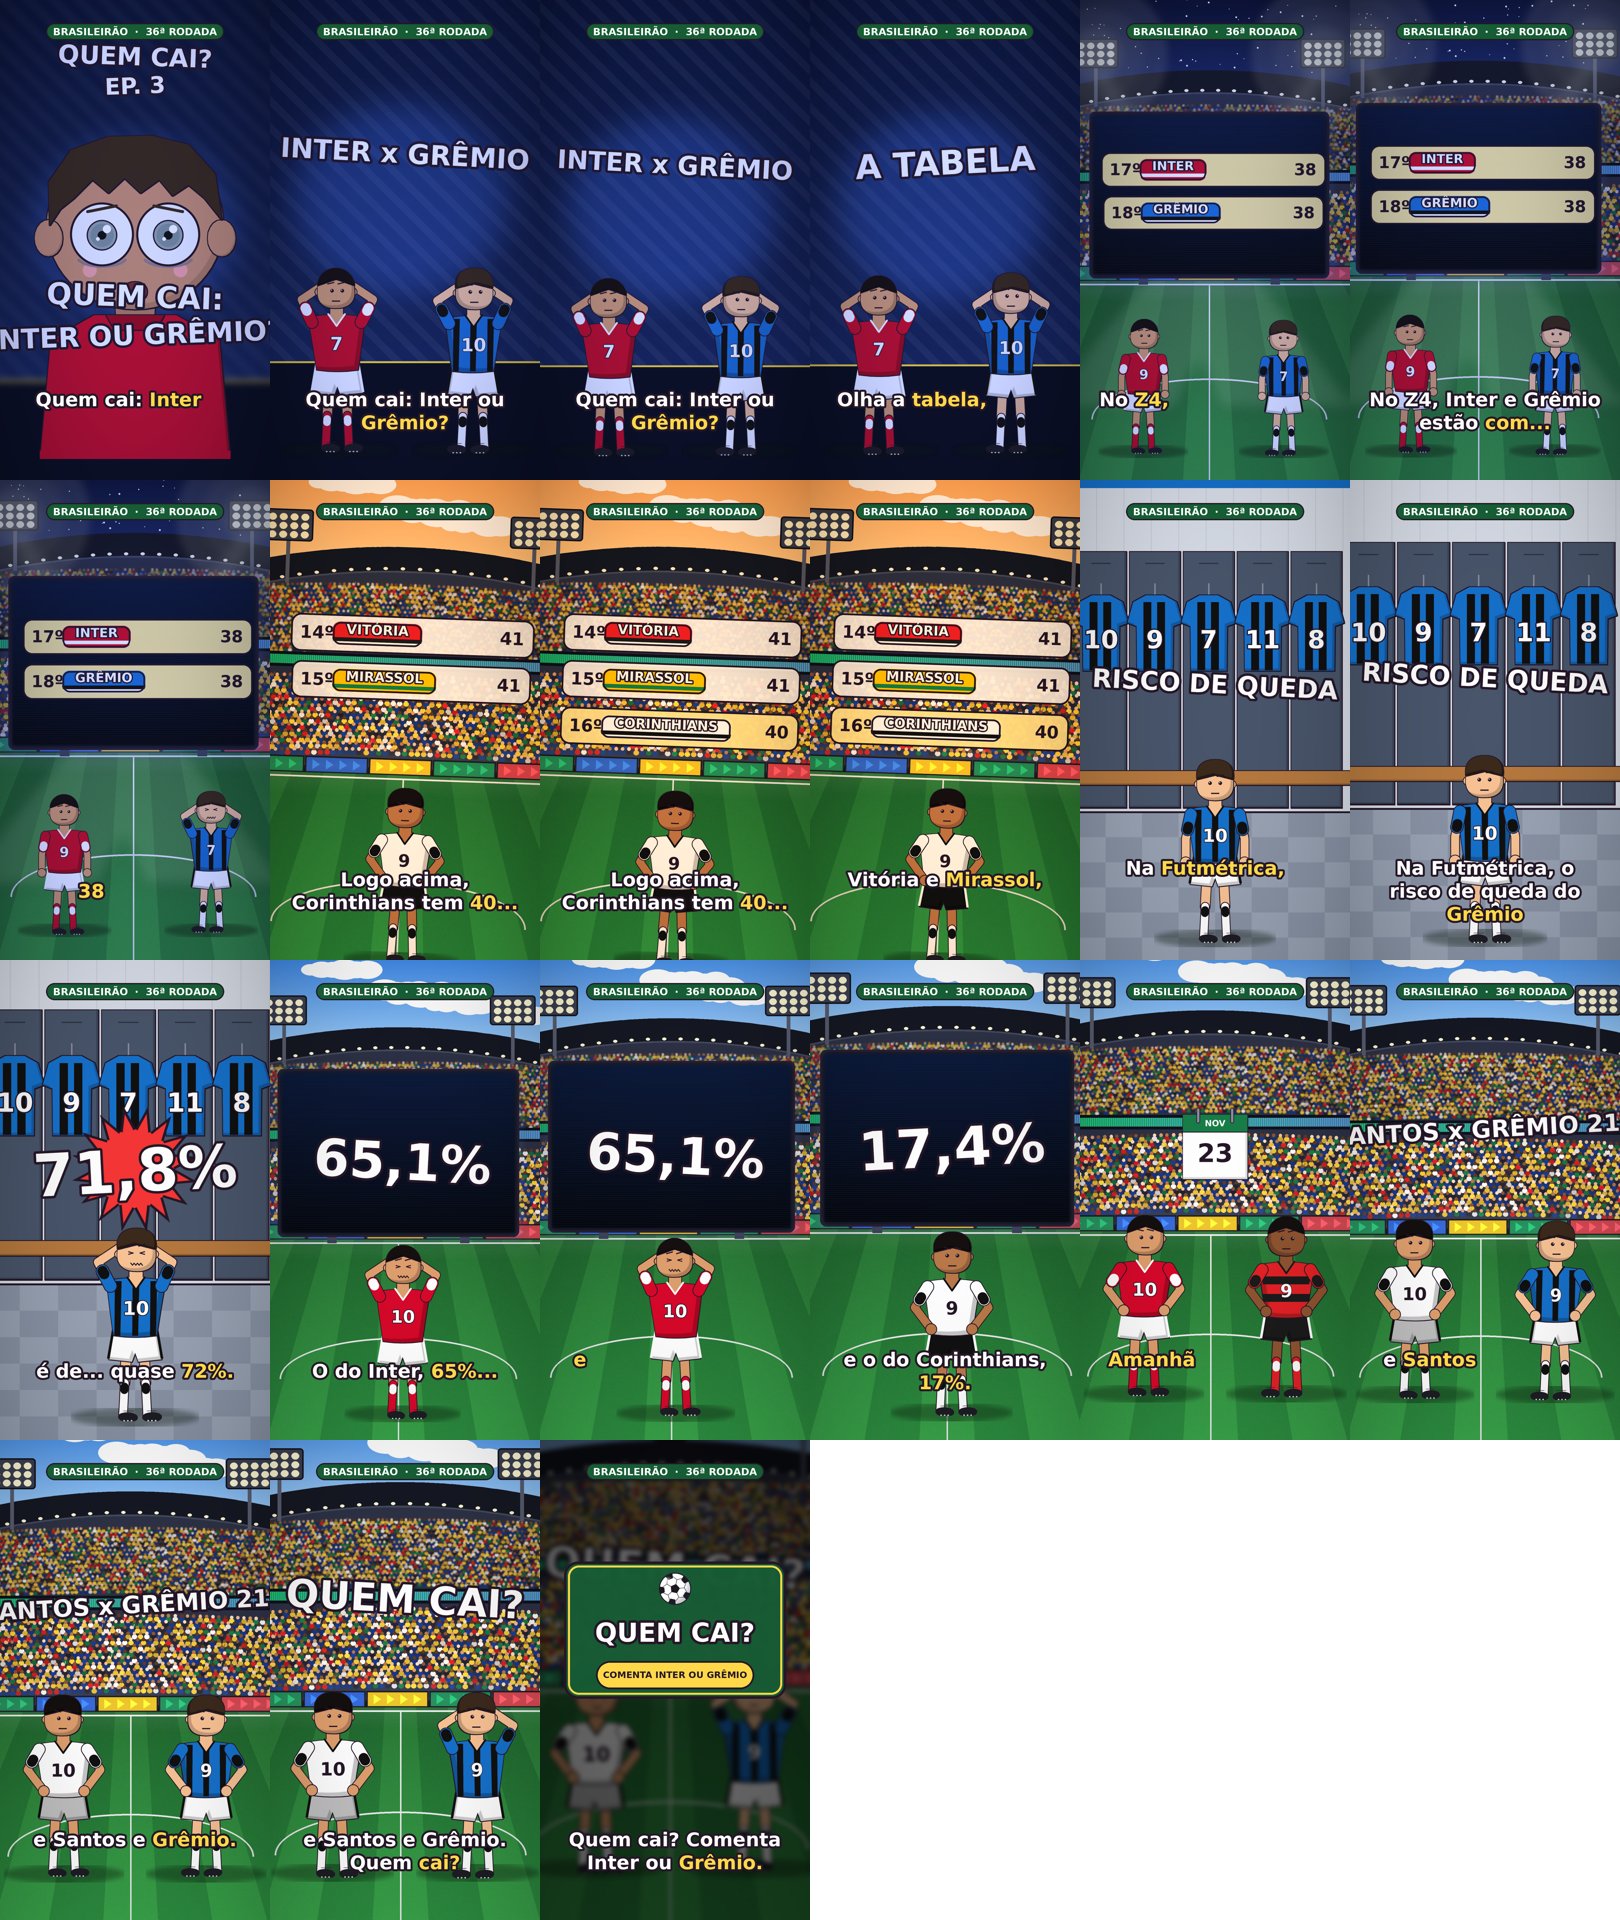 BRASILEIRÃO · 36ª RODADA
QUEM CAI?
EP. 3
QUEM CAI:
NTER OU GRÊMIO
Quem cai: Inter
7
BRASILEIRÃO · 36ª RODADA
INTER x GRÊMIO
7
10
Quem cai: Inter ou
Grêmio?
BRASILEIRÃO · 36ª RODADA
INTER x GRÊMIO
7
10
Quem cai: Inter ou
Grêmio?
BRASILEIRÃO · 36ª RODADA
A TABELA
7
10
Olha a tabela,
BRASILEIRÃO · 36ª RODADA
17º INTER 38
18º GRÊMIO 38
9
7
No Z4,
BRASILEIRÃO · 36ª RODADA
17º INTER 38
18º GRÊMIO 38
9
7
No Z4, Inter e Grêmio
estão com...
BRASILEIRÃO · 36ª RODADA
17º INTER 38
18º GRÊMIO 38
9
7
38
BRASILEIRÃO · 36ª RODADA
14º VITÓRIA 41
15º MIRASSOL 41
9
Logo acima,
Corinthians tem 40...
BRASILEIRÃO · 36ª RODADA
14º VITÓRIA 41
15º MIRASSOL 41
16º CORINTHIANS 40
9
Logo acima,
Corinthians tem 40...
BRASILEIRÃO · 36ª RODADA
14º VITÓRIA 41
15º MIRASSOL 41
16º CORINTHIANS 40
9
Vitória e Mirassol,
BRASILEIRÃO · 36ª RODADA
10 9 7 11 8
RISCO DE QUEDA
10
Na Futmétrica,
BRASILEIRÃO · 36ª RODADA
10 9 7 11 8
RISCO DE QUEDA
10
Na Futmétrica, o
risco de queda do
Grêmio
BRASILEIRÃO · 36ª RODADA
10 9 7 11 8
71,8%
10
é de... quase 72%.
BRASILEIRÃO · 36ª RODADA
65,1%
10
O do Inter, 65%...
BRASILEIRÃO · 36ª RODADA
65,1%
10
e
BRASILEIRÃO · 36ª RODADA
17,4%
9
e o do Corinthians,
17%.
BRASILEIRÃO · 36ª RODADA
NOV
23
10
9
Amanhã
BRASILEIRÃO · 36ª RODADA
ANTOS x GRÊMIO 21
10
9
e Santos
BRASILEIRÃO · 36ª RODADA
ANTOS x GRÊMIO 21
10
9
e Santos e Grêmio.
BRASILEIRÃO · 36ª RODADA
QUEM CAI?
10
9
e Santos e Grêmio.
Quem cai?
BRASILEIRÃO · 36ª RODADA
QUEM CAI?
COMENTA INTER OU GRÊMIO
10
9
Quem cai? Comenta
Inter ou Grêmio.